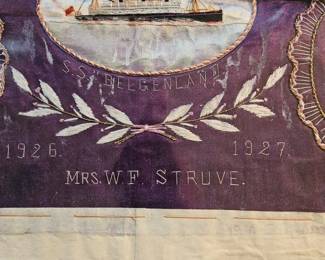 S.S. BELGENLAND
1926. 1927.
MRS. W.F. STRUVE.